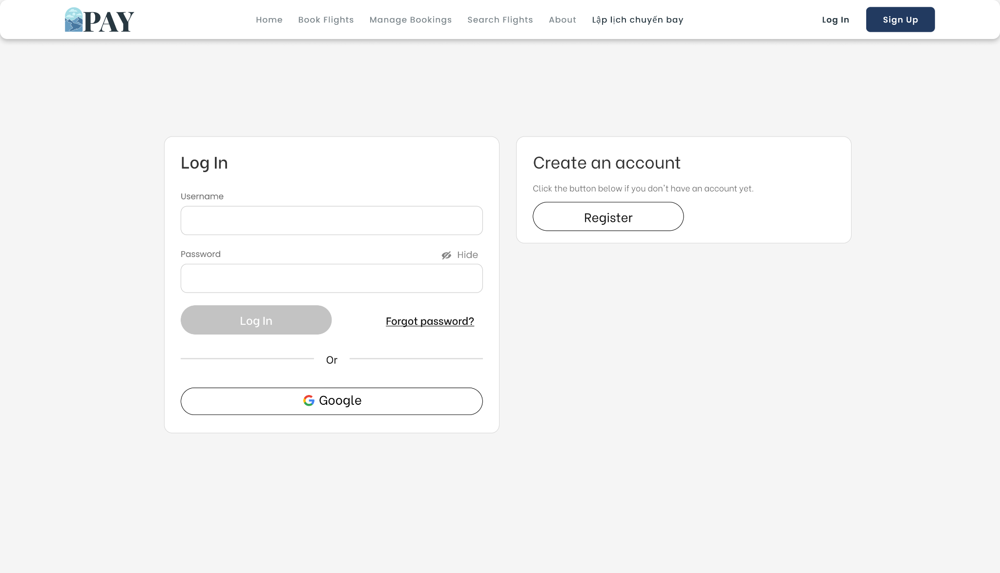 PAY
Home Book Flights Manage Bookings Search Flights About Lập lịch chuyến bay Log In Sign Up
Log In
Username
Password Hide
Log In Forgot password?
Or
Google
Create an account
Click the button below if you don't have an account yet.
Register